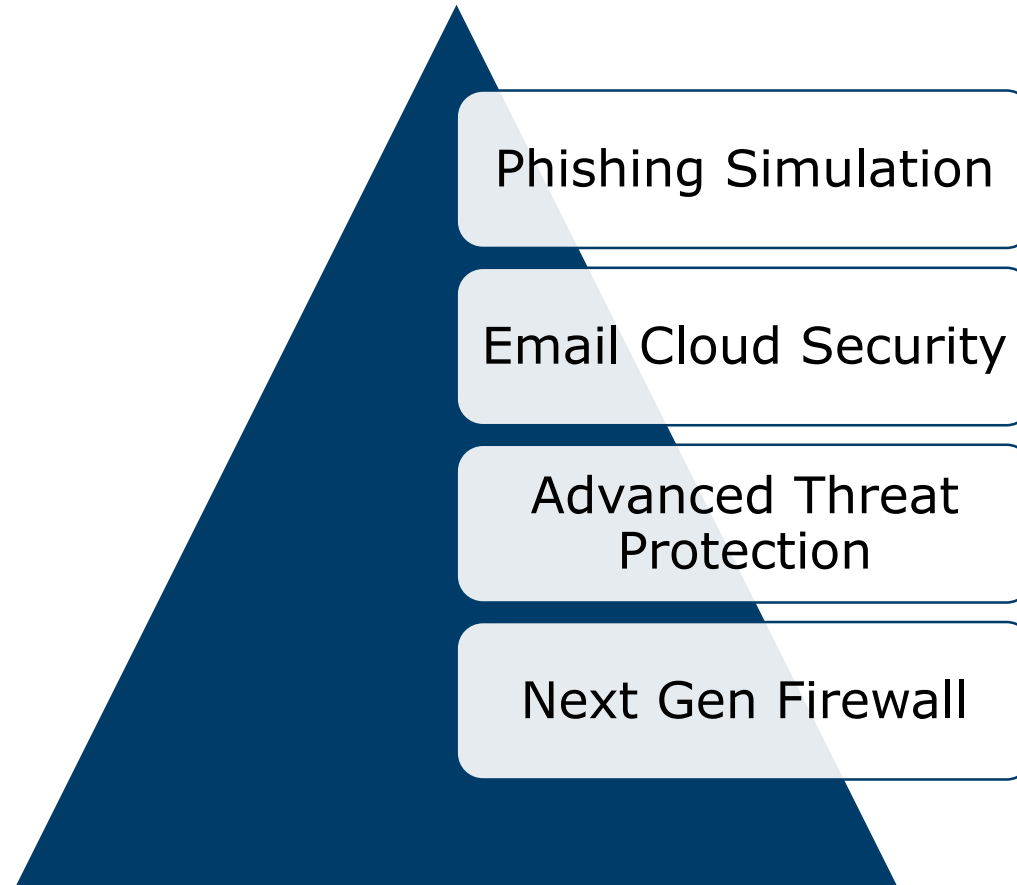 Phishing Simulation
Email Cloud Security
Advanced Threat
Protection
Next Gen Firewall